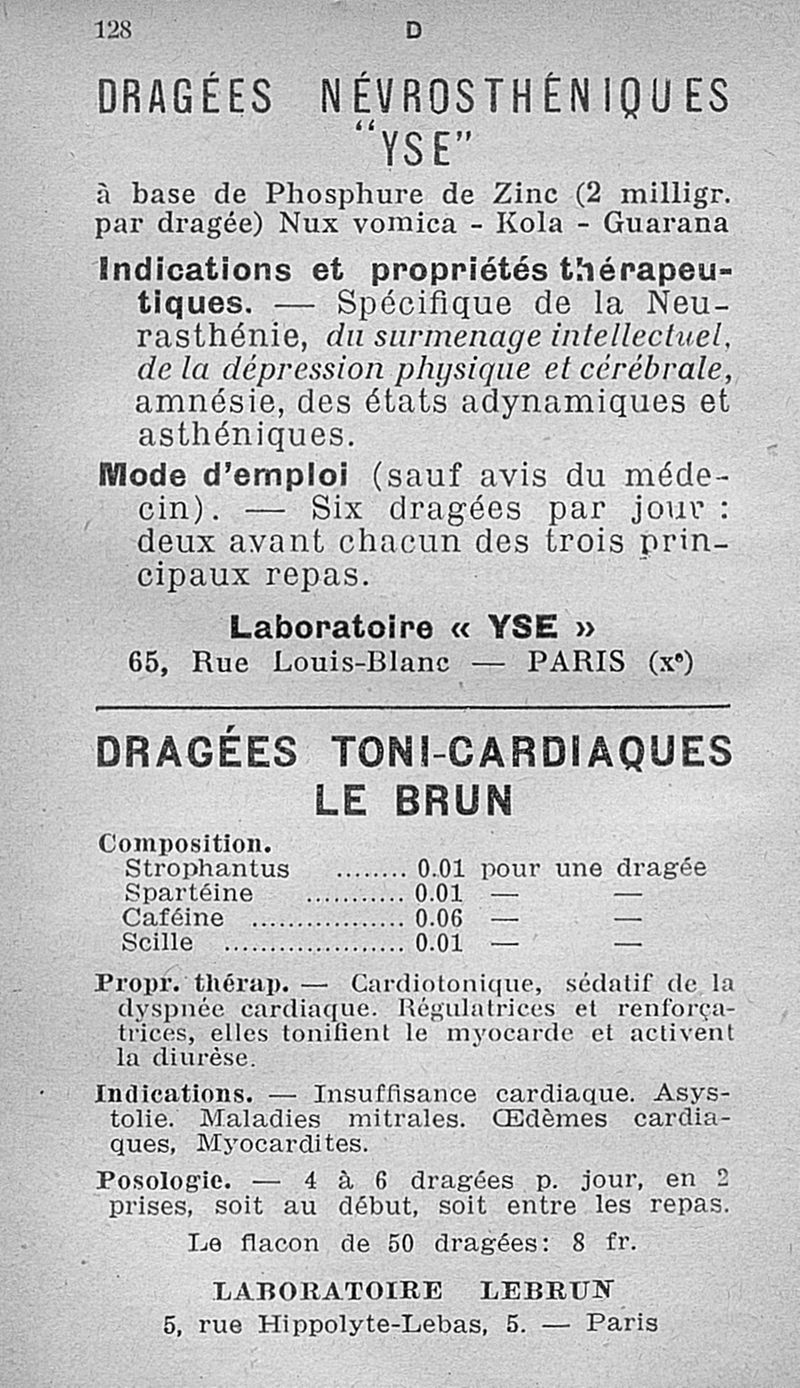 128 D
DRAGÉES NÉVROSTHÉNIQUES
"YSE"
à base de Phosphure de Zinc (2 milligr.
par dragée) Nux vomica - Kola - Guarana
Indications et propriétés thérapeu-
tiques. — Spécifique de la Neu-
rasthénie, du surmenage intellectuel,
de la dépression physique et cérébrale,
amnésie, des états adynamiques et
asthéniques.
Mode d'emploi (sauf avis du méde-
cin). — Six dragées par jour :
deux avant chacun des trois prin-
cipaux repas.
Laboratoire « YSE »
65, Rue Louis-Blanc — PARIS (xe)
DRAGÉES TONI-CARDIAQUES
LE BRUN
Composition.
Strophantus ........ 0.01 pour une dragée
Spartéine ........... 0.01 — —
Caféine ................. 0.06 — —
Scille .................... 0.01 — —
Propr. thérap. — Cardiotonique, sédatif de la
dyspnée cardiaque. Régulatrices et renforça-
trices, elles tonifient le myocarde et activent
la diurèse.
Indications. — Insuffisance cardiaque. Asys-
tolie. Maladies mitrales. Œdèmes cardia-
ques, Myocardites.
Posologie. — 4 à 6 dragées p. jour, en 2
prises, soit au début, soit entre les repas.
Le flacon de 50 dragées: 8 fr.
LABORATOIRE LEBRUN
5, rue Hippolyte-Lebas, 5. — Paris